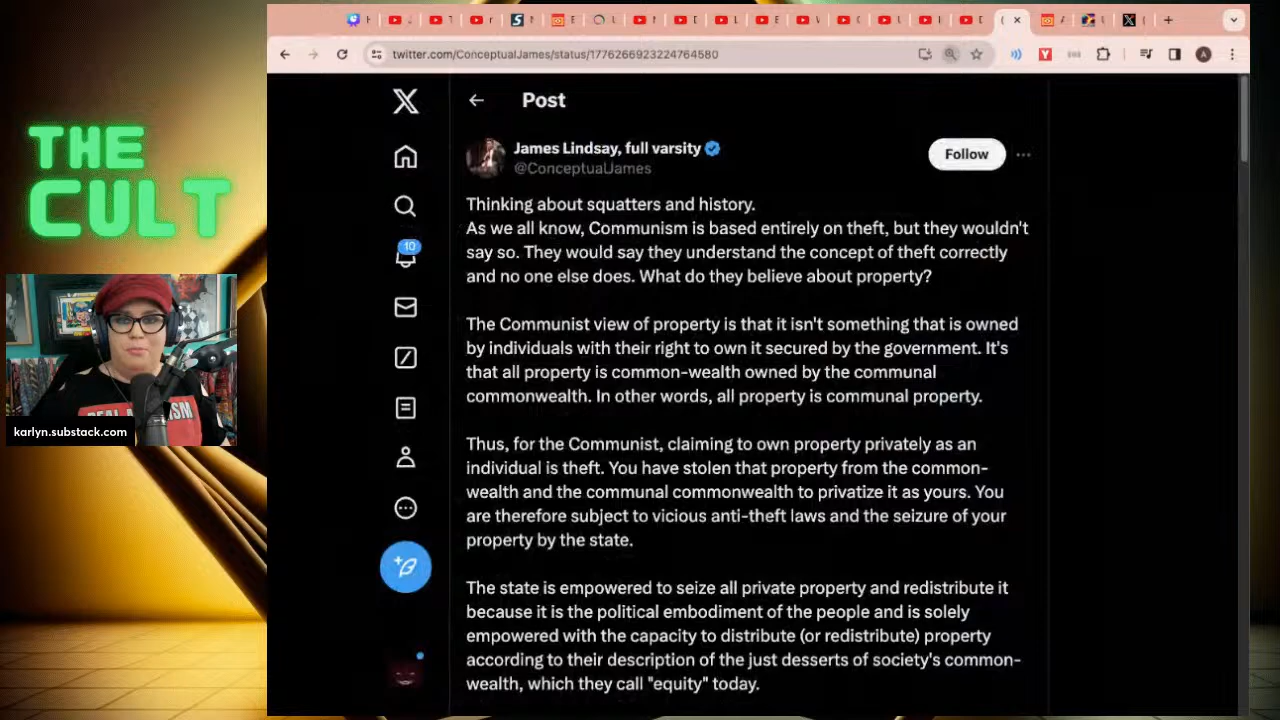 THE
CULT
REAL
ISM
karlyn.substack.com
twitter.com/ConceptualJames/status/1776266923224764580
Post
James Lindsay, full varsity
@ConceptualJames
Follow
10
Thinking about squatters and history.
As we all know, Communism is based entirely on theft, but they wouldn't
say so. They would say they understand the concept of theft correctly
and no one else does. What do they believe about property?
The Communist view of property is that it isn't something that is owned
by individuals with their right to own it secured by the government. It's
that all property is common-wealth owned by the communal
commonwealth. In other words, all property is communal property.
Thus, for the Communist, claiming to own property privately as an
individual is theft. You have stolen that property from the common-
wealth and the communal commonwealth to privatize it as yours. You
are therefore subject to vicious anti-theft laws and the seizure of your
property by the state.
The state is empowered to seize all private property and redistribute it
because it is the political embodiment of the people and is solely
empowered with the capacity to distribute (or redistribute) property
according to their description of the just desserts of society's common-
wealth, which they call "equity" today.